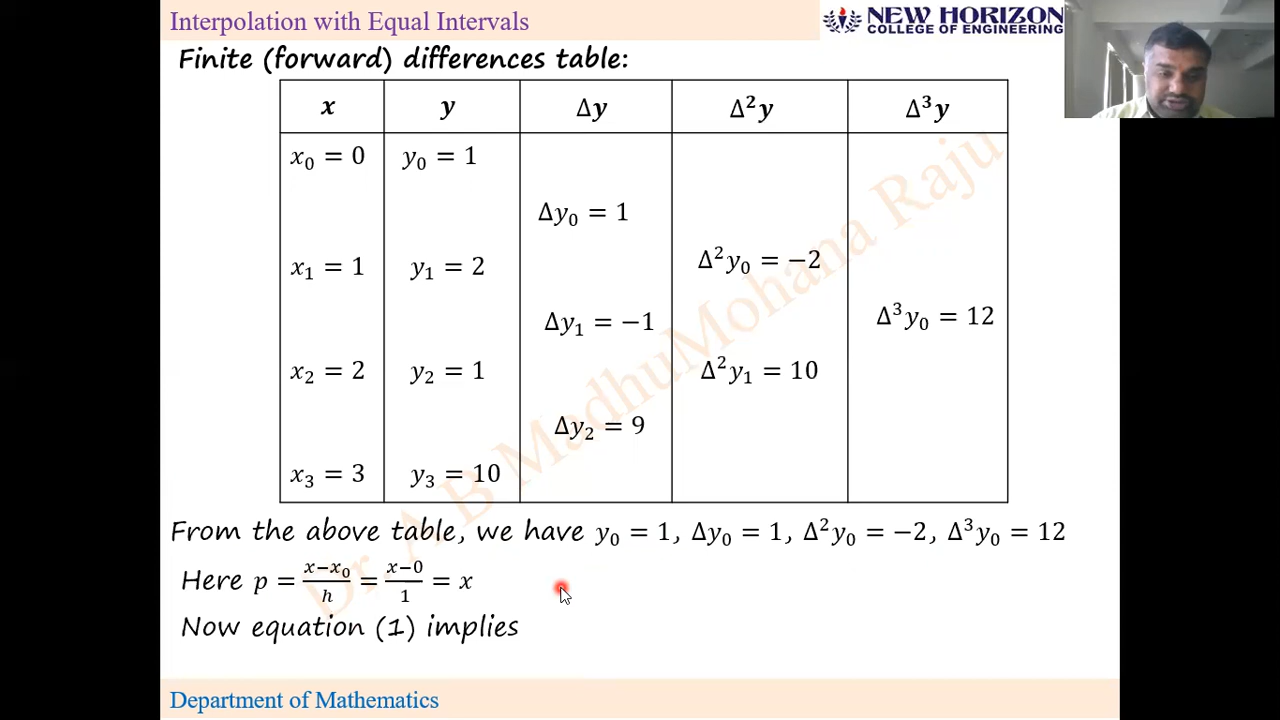 Interpolation with Equal Intervals
NEW HORIZON
COLLEGE OF ENGINEERING
Finite (forward) differences table:
x y Δy Δ²y Δ³y
x₀ = 0 y₀ = 1
Δy₀ = 1
x₁ = 1 y₁ = 2 Δ²y₀ = −2
Δy₁ = −1 Δ³y₀ = 12
x₂ = 2 y₂ = 1 Δ²y₁ = 10
Δy₂ = 9
x₃ = 3 y₃ = 10
Dr. A B MadhuMohana Raju
From the above table, we have y₀ = 1, Δy₀ = 1, Δ²y₀ = −2, Δ³y₀ = 12
Here p = (x−x₀)/h = (x−0)/1 = x
Now equation (1) implies
Department of Mathematics